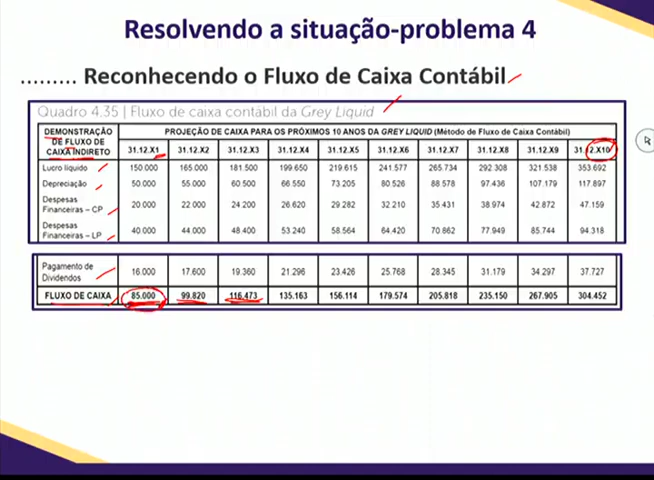 Resolvendo a situação-problema 4
......... Reconhecendo o Fluxo de Caixa Contábil
Quadro 4.35 | Fluxo de caixa contábil da Grey Liquid
DEMONSTRAÇÃO DE FLUXO DE CAIXA INDIRETO PROJEÇÃO DE CAIXA PARA OS PRÓXIMOS 10 ANOS DA GREY LIQUID (Método de Fluxo de Caixa Contábil)
31.12.X1 31.12.X2 31.12.X3 31.12.X4 31.12.X5 31.12.X6 31.12.X7 31.12.X8 31.12.X9 31.12.X10
Lucro líquido 150.000 165.000 181.500 199.650 219.615 241.577 265.734 292.308 321.538 353.692
Depreciação 50.000 55.000 60.500 66.550 73.205 80.526 88.578 97.436 107.179 117.897
Despesas Financeiras – CP 20.000 22.000 24.200 26.620 29.282 32.210 35.431 38.974 42.872 47.159
Despesas Financeiras – LP 40.000 44.000 48.400 53.240 58.564 64.420 70.862 77.949 85.744 94.318
Pagamento de Dividendos 16.000 17.600 19.360 21.296 23.426 25.768 28.345 31.179 34.297 37.727
FLUXO DE CAIXA 85.000 99.820 116.473 135.163 156.114 179.574 205.818 235.150 267.905 304.452